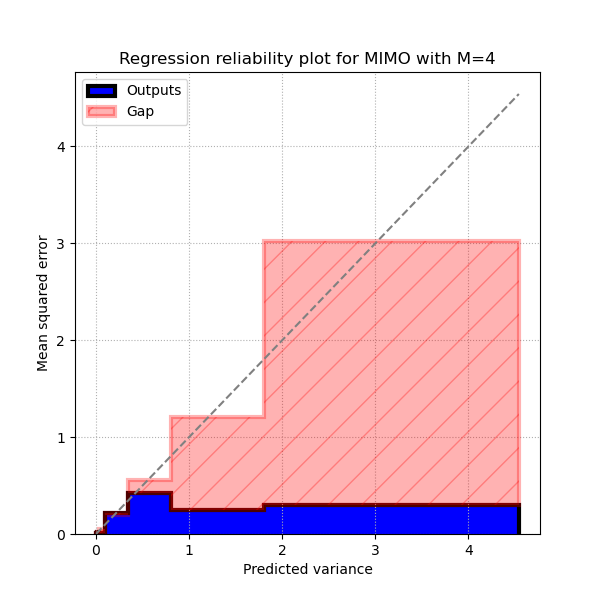 Regression reliability plot for MIMO with M=4
Outputs
Gap
4
3
2
1
0
Mean squared error
0 1 2 3 4
Predicted variance